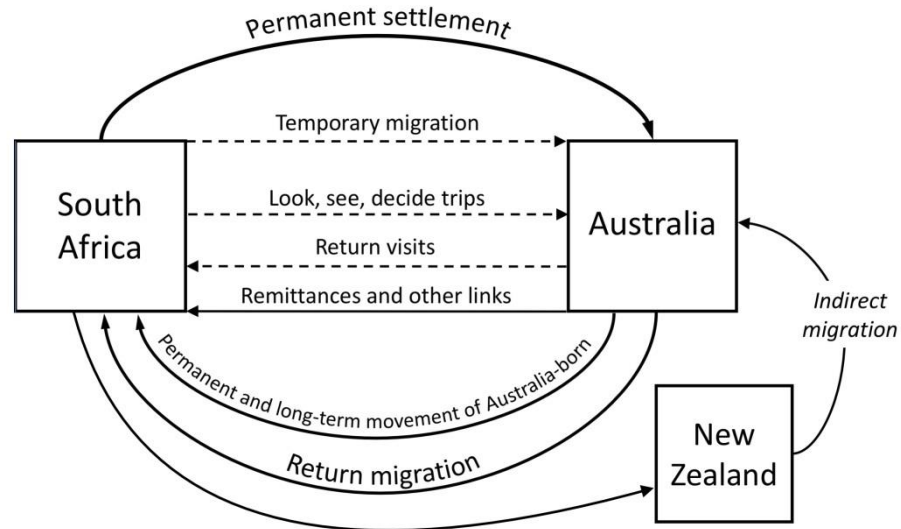 Permanent settlement
Temporary migration
South
Africa
Look, see, decide trips
Australia
Return visits
Remittances and other links
Indirect
migration
Permanent and long-term movement of Australia-born
Return migration
New
Zealand